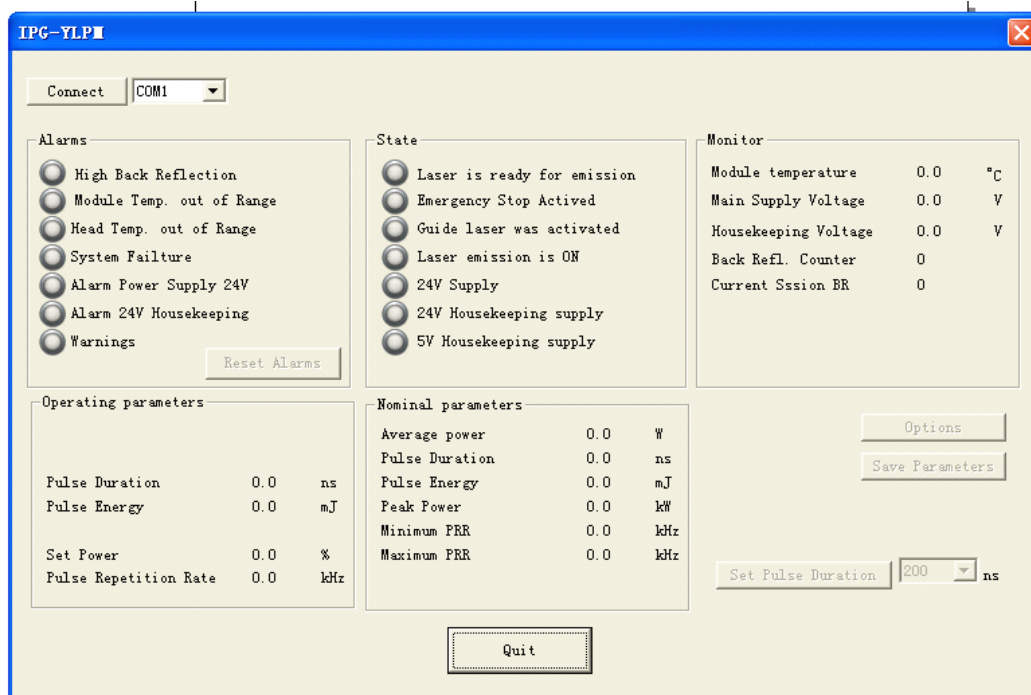 IPG-YLPM
Connect COM1
Alarms
High Back Reflection
Module Temp. out of Range
Head Temp. out of Range
System Failture
Alarm Power Supply 24V
Alarm 24V Housekeeping
Warnings
Reset Alarms
State
Laser is ready for emission
Emergency Stop Actived
Guide laser was activated
Laser emission is ON
24V Supply
24V Housekeeping supply
5V Housekeeping supply
Monitor
Module temperature 0.0 °C
Main Supply Voltage 0.0 V
Housekeeping Voltage 0.0 V
Back Refl. Counter 0
Current Sssion BR 0
Operating parameters
Pulse Duration 0.0 ns
Pulse Energy 0.0 mJ
Set Power 0.0 %
Pulse Repetition Rate 0.0 kHz
Nominal parameters
Average power 0.0 W
Pulse Duration 0.0 ns
Pulse Energy 0.0 mJ
Peak Power 0.0 kW
Minimum PRR 0.0 kHz
Maximum PRR 0.0 kHz
Options
Save Parameters
Set Pulse Duration 200 ns
Quit